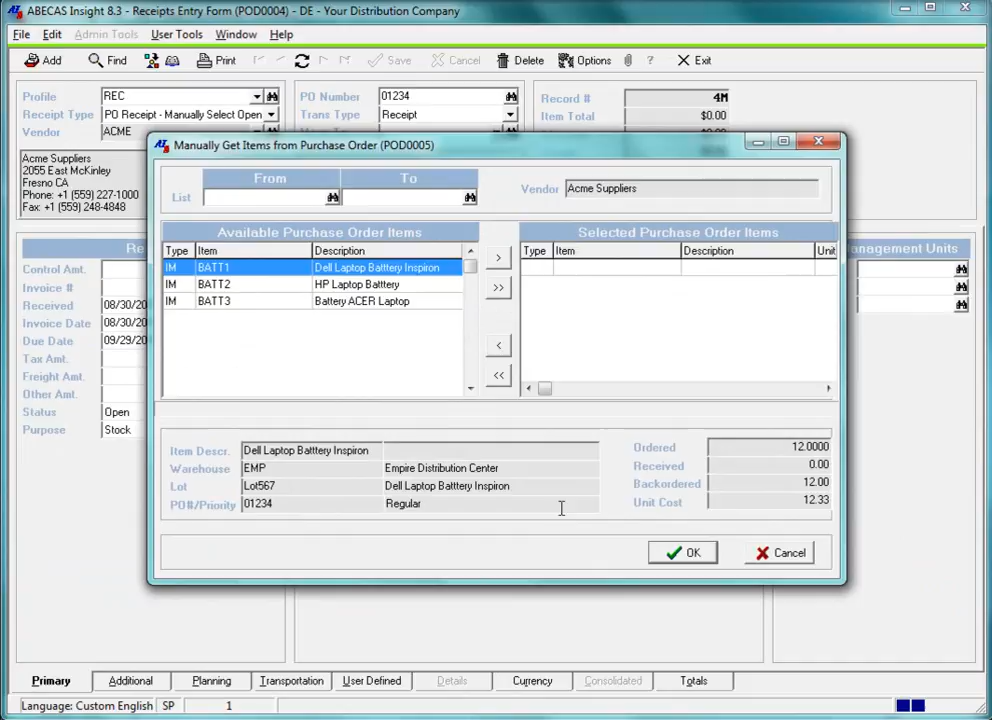 ABECAS Insight 8.3 - Receipts Entry Form (POD0004) - DE - Your Distribution Company
File Edit Admin Tools User Tools Window Help
Add Find Print Save Cancel Delete Options ? Exit
Profile REC PO Number 01234 Record # 4M
Receipt Type PO Receipt - Manually Select Open Trans Type Receipt Item Total $0.00
Vendor ACME
Manually Get Items from Purchase Order (POD0005)
Acme Suppliers
2055 East McKinley
Fresno CA
Phone: +1 (559) 227-1000
Fax: +1 (559) 248-4848
From To
List Vendor Acme Suppliers
Available Purchase Order Items Selected Purchase Order Items
Type Item Description > Type Item Description Unit
IM BATT1 Dell Laptop Batttery Inspiron
IM BATT2 HP Laptop Batttery >>
IM BATT3 Battery ACER Laptop
<
<<
Re
Control Amt.
Invoice #
Received 08/30/20
Invoice Date 08/30/20
Due Date 09/29/20
Tax Amt.
Freight Amt.
Other Amt.
Status Open
Purpose Stock
anagement Units
Item Descr. Dell Laptop Batttery Inspiron Ordered 12.0000
Warehouse EMP Empire Distribution Center Received 0.00
Lot Lot567 Dell Laptop Batttery Inspiron Backordered 12.00
PO#/Priority 01234 Regular Unit Cost 12.33
OK Cancel
Primary Additional Planning Transportation User Defined Details Currency Consolidated Totals
Language: Custom English SP 1